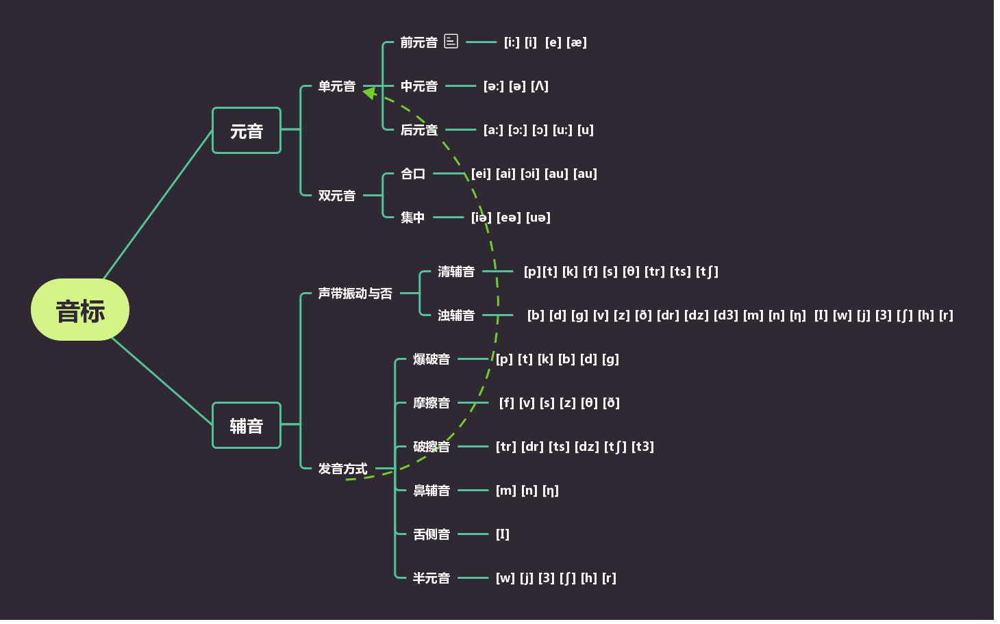 音标
元音
单元音
前元音 [i:] [i] [e] [æ]
中元音 [ə:] [ə] [Λ]
后元音 [a:] [ɔ:] [ɔ] [u:] [u]
双元音
合口 [ei] [ai] [ɔi] [au] [au]
集中 [iə] [eə] [uə]
辅音
声带振动与否
清辅音 [p][t] [k] [f] [s] [θ] [tr] [ts] [tʃ]
浊辅音 [b] [d] [g] [v] [z] [ð] [dr] [dz] [d3] [m] [n] [η] [I] [w] [j] [3] [ʃ] [h] [r]
发音方式
爆破音 [p] [t] [k] [b] [d] [g]
摩擦音 [f] [v] [s] [z] [θ] [ð]
破擦音 [tr] [dr] [ts] [dz] [tʃ] [t3]
鼻辅音 [m] [n] [η]
舌侧音 [I]
半元音 [w] [j] [3] [ʃ] [h] [r]